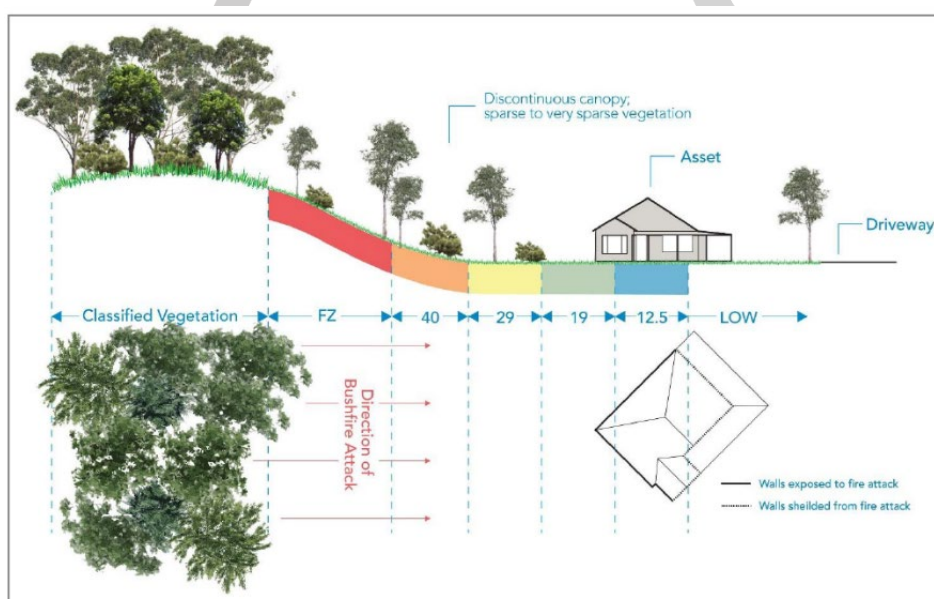 Discontinuous canopy;
sparse to very sparse vegetation
Asset
Driveway
Classified Vegetation
FZ
40
29
19
12.5
LOW
Direction of
Bushfire Attack
Walls exposed to fire attack
Walls sheilded from fire attack